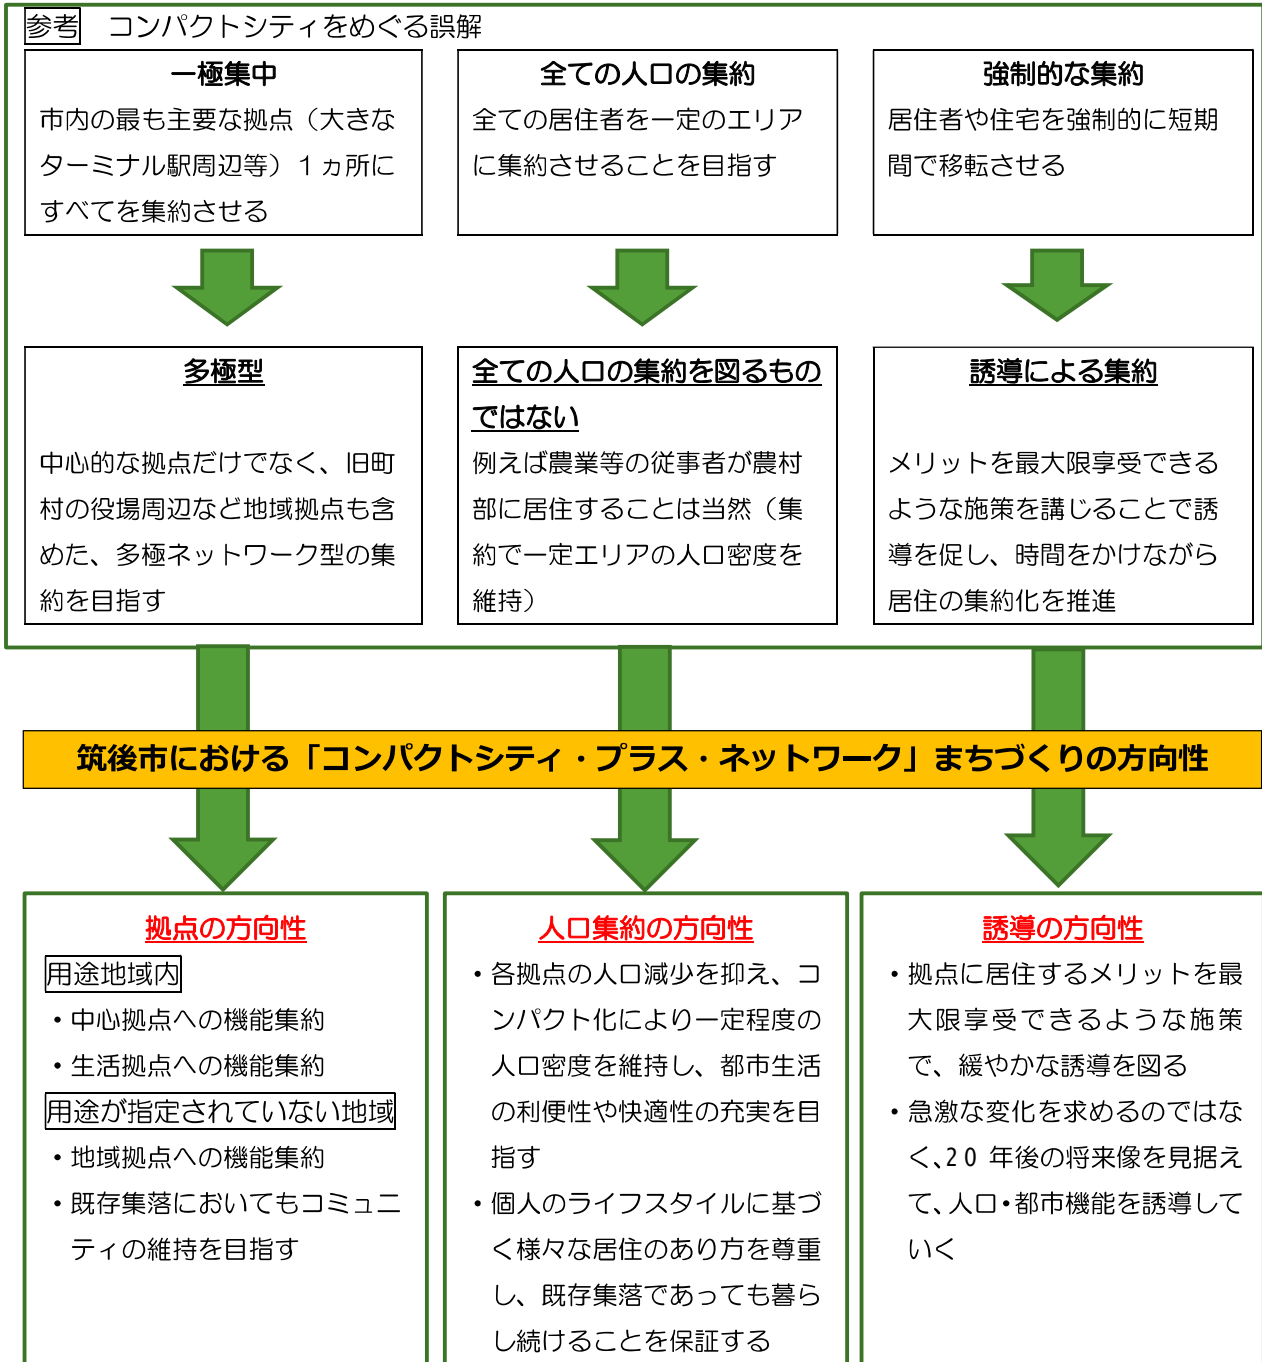 参考　コンパクトシティをめぐる誤解
一極集中
市内の最も主要な拠点（大きな
ターミナル駅周辺等）１ヵ所に
すべてを集約させる
全ての人口の集約
全ての居住者を一定のエリア
に集約させることを目指す
強制的な集約
居住者や住宅を強制的に短期
間で移転させる
多極型
中心的な拠点だけでなく、旧町
村の役場周辺など地域拠点も含
めた、多極ネットワーク型の集
約を目指す
全ての人口の集約を図るもの
ではない
例えば農業等の従事者が農村
部に居住することは当然（集
約で一定エリアの人口密度を
維持）
誘導による集約
メリットを最大限享受できる
ような施策を講じることで誘
導を促し、時間をかけながら
居住の集約化を推進
筑後市における「コンパクトシティ・プラス・ネットワーク」まちづくりの方向性
拠点の方向性
用途地域内
・中心拠点への機能集約
・生活拠点への機能集約
用途が指定されていない地域
・地域拠点への機能集約
・既存集落においてもコミュニ
ティの維持を目指す
人口集約の方向性
・各拠点の人口減少を抑え、コ
ンパクト化により一定程度の
人口密度を維持し、都市生活
の利便性や快適性の充実を目
指す
・個人のライフスタイルに基づ
く様々な居住のあり方を尊重
し、既存集落であっても暮ら
し続けることを保証する
誘導の方向性
・拠点に居住するメリットを最
大限享受できるような施策
で、緩やかな誘導を図る
・急激な変化を求めるのではな
く、20 年後の将来像を見据え
て、人口・都市機能を誘導して
いく